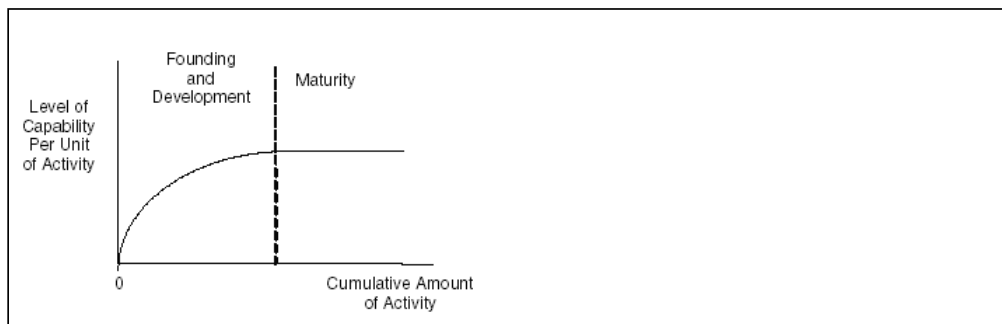 Founding
and
Development
Maturity
Level of
Capability
Per Unit
of Activity
0
Cumulative Amount
of Activity